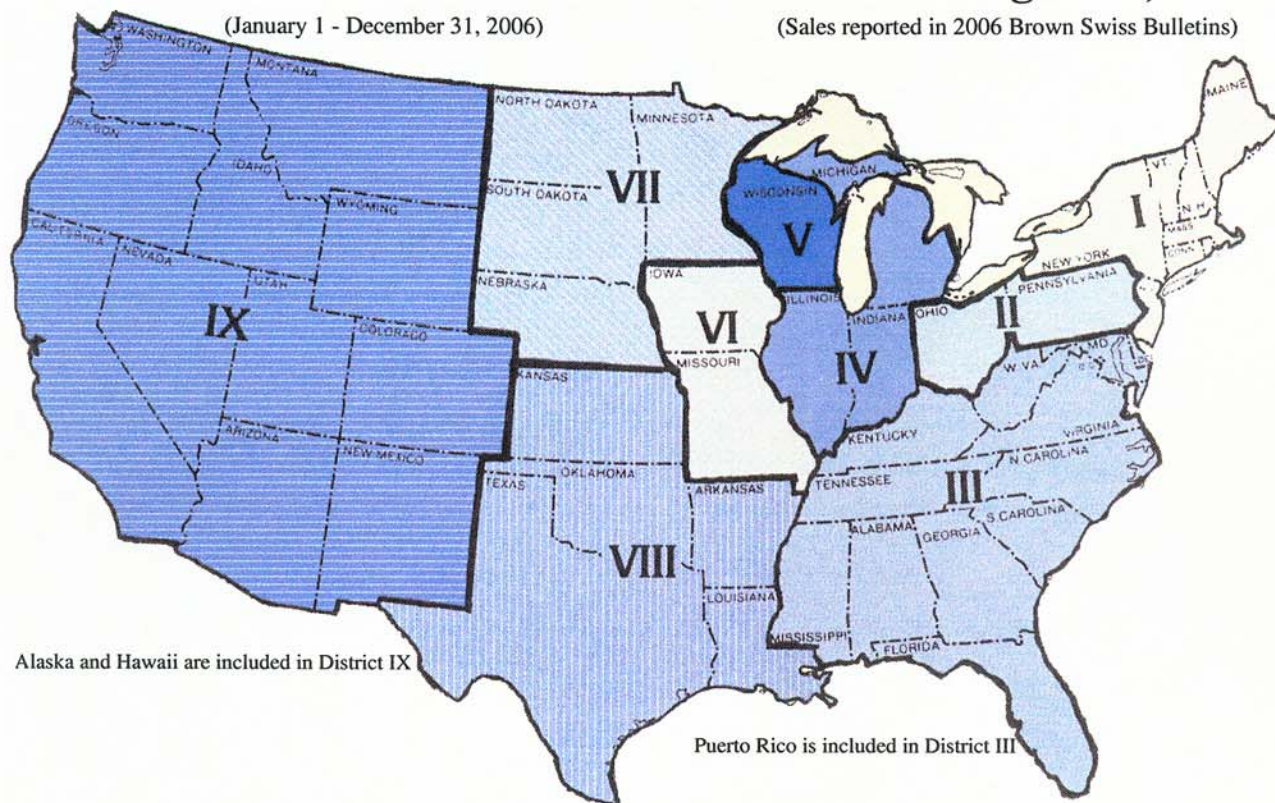 (January 1 - December 31, 2006)
(Sales reported in 2006 Brown Swiss Bulletins)
WASHINGTON
MONTANA
NORTH DAKOTA
MINNESOTA
MAINE
OREGON
IDAHO
VII
MICHIGAN
VT.
SOUTH DAKOTA
WISCONSIN
WYOMING
I
N.H.
V
MASS.
CONN.
CALIFORNIA
NEVADA
NEW YORK
IOWA
PENNSYLVANIA
UTAH
NEBRASKA
ILLINOIS
INDIANA
OHIO
II
IX
COLORADO
VI
MD.
DEL.
MISSOURI
W. VA.
IV
KANSAS
VIRGINIA
ARIZONA
KENTUCKY
NEW MEXICO
N. CAROLINA
TEXAS
OKLAHOMA
ARKANSAS
TENNESSEE
III
S. CAROLINA
ALABAMA
GEORGIA
VIII
LOUISIANA
MISSISSIPPI
FLORIDA
Alaska and Hawaii are included in District IX
Puerto Rico is included in District III